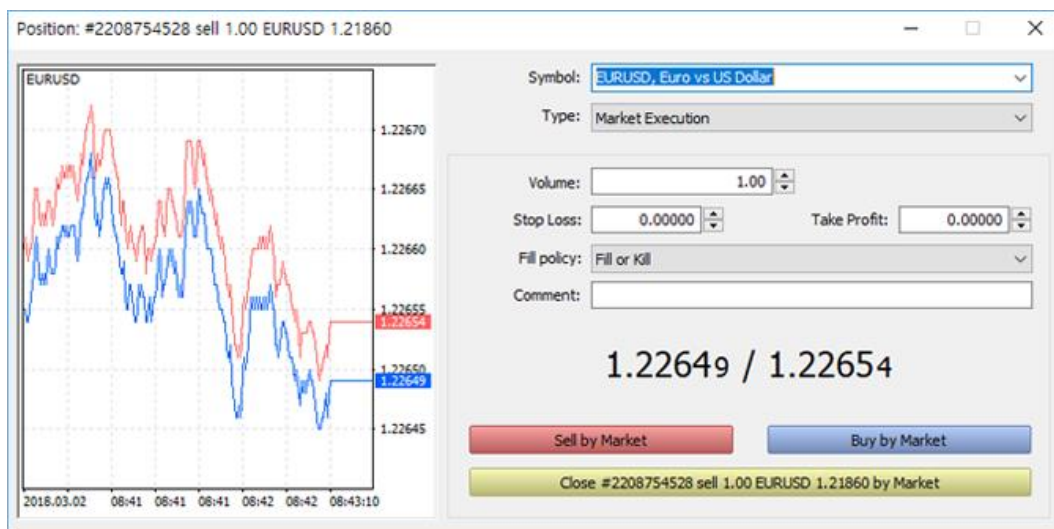 Position: #2208754528 sell 1.00 EURUSD 1.21860
EURUSD
1.22670
1.22665
1.22660
1.22655
1.22654
1.22650
1.22649
1.22645
2018.03.02 08:41 08:41 08:41 08:42 08:42 08:43:10
Symbol: EURUSD, Euro vs US Dollar
Type: Market Execution
Volume: 1.00
Stop Loss: 0.00000 Take Profit: 0.00000
Fill policy: Fill or Kill
Comment:
1.22649 / 1.22654
Sell by Market Buy by Market
Close #2208754528 sell 1.00 EURUSD 1.21860 by Market